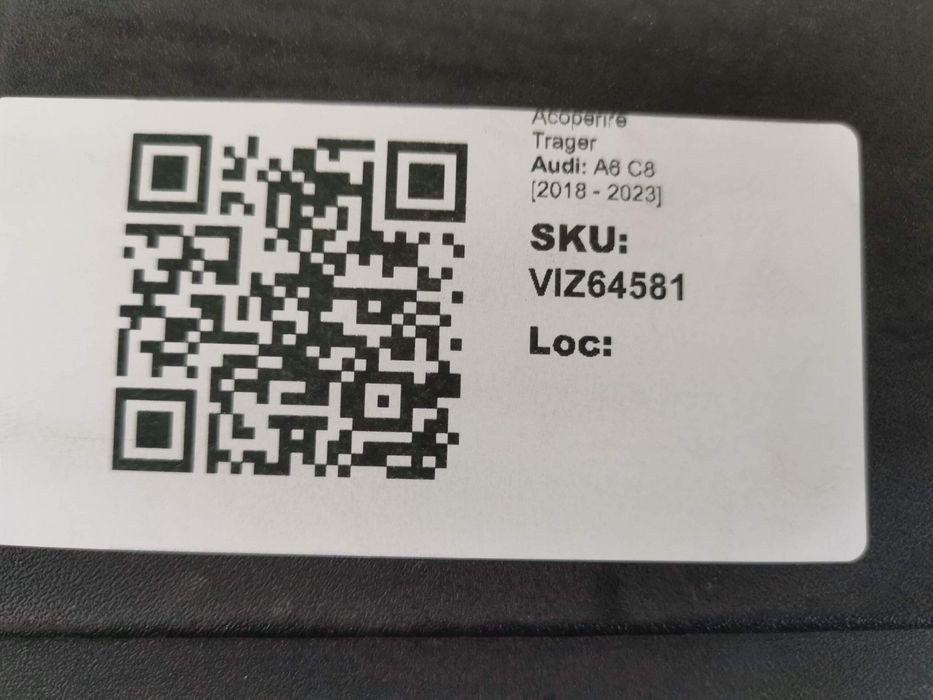 Acoperire
Trager
Audi: A6 C8
[2018 - 2023]
SKU:
VIZ64581
Loc: